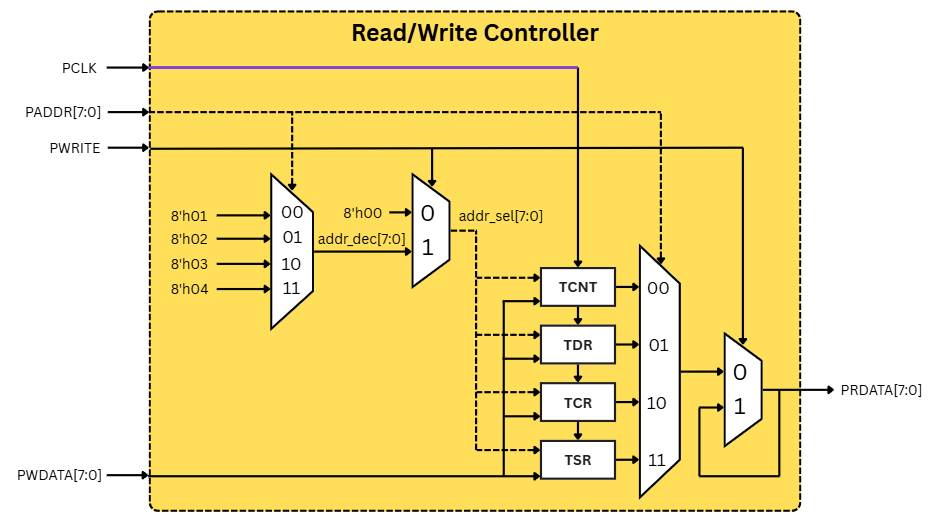 Read/Write Controller
PCLK
PADDR[7:0]
PWRITE
8'h01
8'h02
8'h03
8'h04
00
01
10
11
addr_dec[7:0]
8'h00
0
1
addr_sel[7:0]
TCNT
TDR
TCR
TSR
00
01
10
11
0
1
PRDATA[7:0]
PWDATA[7:0]